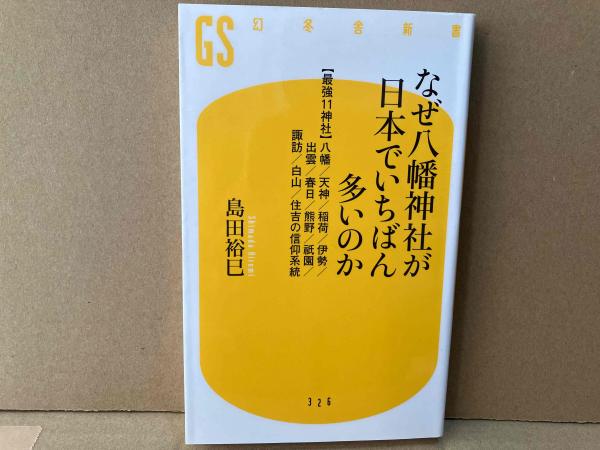 GS 幻冬舎新書
なぜ八幡神社が
日本でいちばん
多いのか
【最強11神社】八幡/天神/稲荷/伊勢/
出雲/春日/熊野/祇園/
諏訪/白山/住吉の信仰系統
島田裕巳
Shimada Hiromi
326